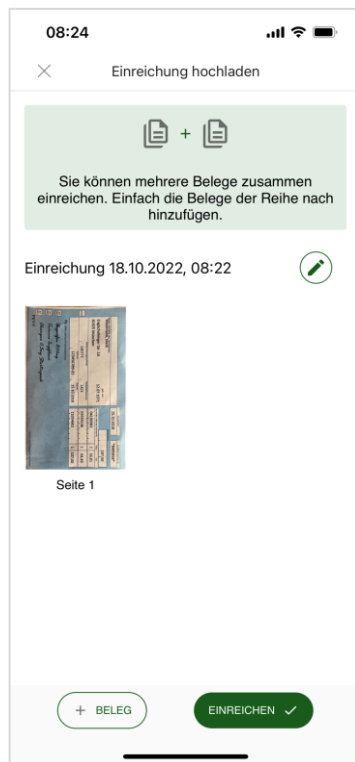 08:24
Einreichung hochladen
+
Sie können mehrere Belege zusammen
einreichen. Einfach die Belege der Reihe nach
hinzufügen.
Einreichung 18.10.2022, 08:22
Seite 1
+ BELEG
EINREICHEN ✓